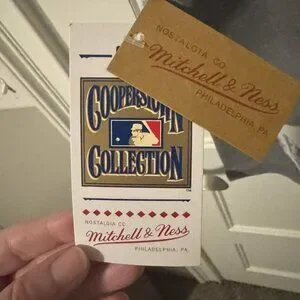 NOSTALGIA CO.
Mitchell & Ness
PHILADELPHIA, PA.
COOPERSTOWN
COLLECTION
NOSTALGIA CO.
Mitchell & Ness
PHILADELPHIA, PA.